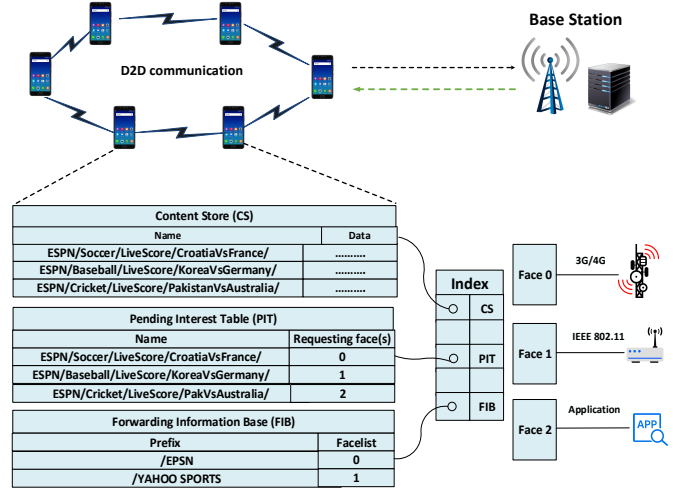 Base Station
D2D communication
Content Store (CS)
Name Data
ESPN/Soccer/LiveScore/CroatiaVsFrance/ ..........
ESPN/Baseball/LiveScore/KoreaVsGermany/ ..........
ESPN/Cricket/LiveScore/PakistanVsAustralia/ ..........
Pending Interest Table (PIT)
Name Requesting face(s)
ESPN/Soccer/LiveScore/CroatiaVsFrance/ 0
ESPN/Baseball/LiveScore/KoreaVsGermany/ 1
ESPN/Cricket/LiveScore/PakVsAustralia/ 2
Forwarding Information Base (FIB)
Prefix Facelist
/EPSN 0
/YAHOO SPORTS 1
Index
CS
PIT
FIB
Face 0
3G/4G
Face 1
IEEE 802.11
Face 2
Application
APP